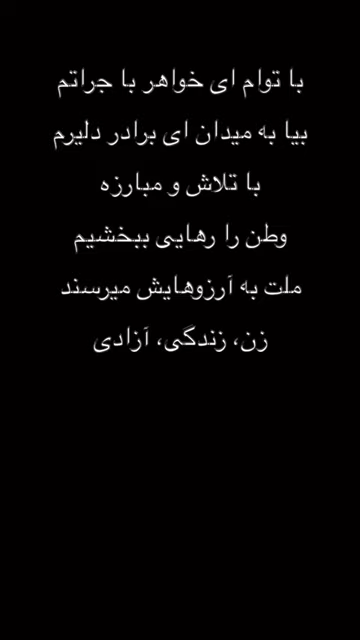 با توام ای خواهر با جراتم
بیا به میدان ای برادر دلیرم
با تلاش و مبارزه
وطن را رهایی ببخشیم
ملت به آرزوهایش میرسند
زن، زندگی، آزادی